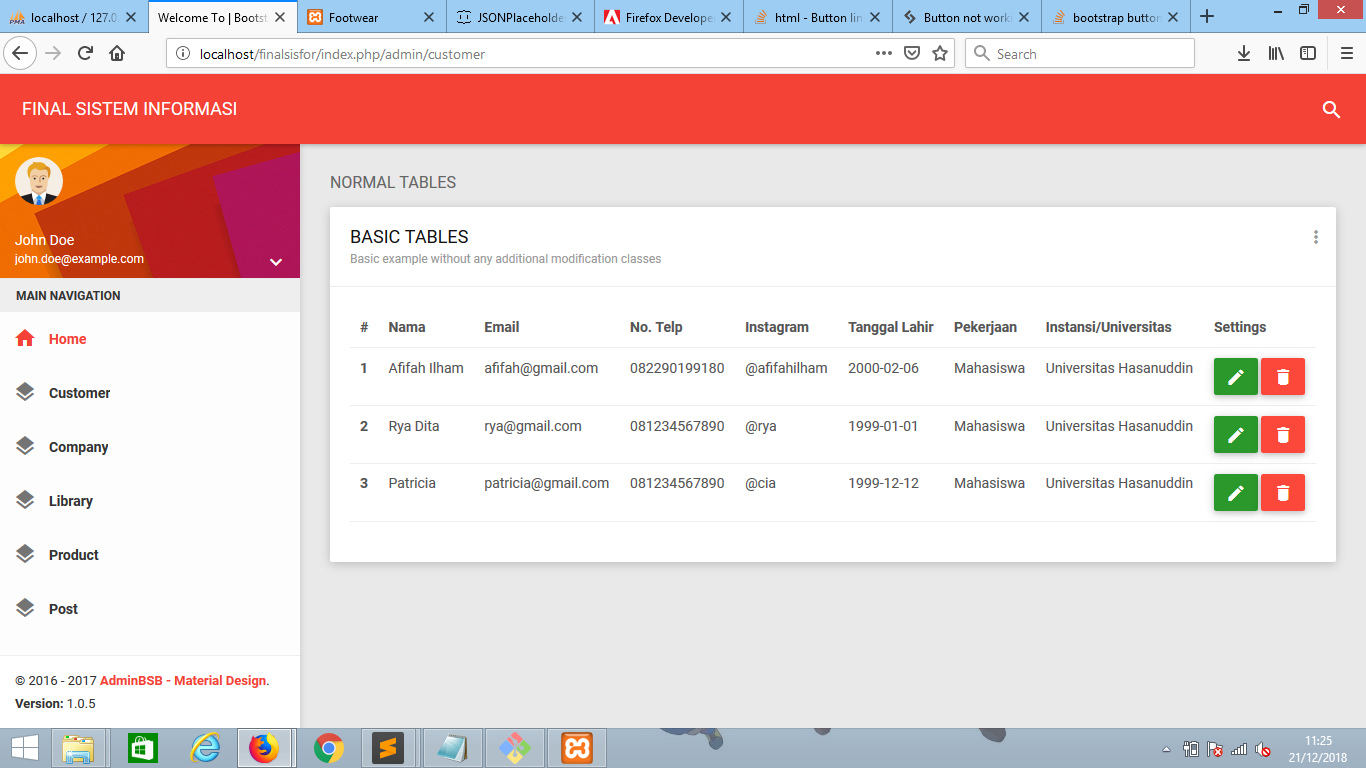 localhost / 127.0.
Welcome To | Bootst
Footwear
JSONPlaceholde
Firefox Develope
html - Button lin
Button not worki
bootstrap button
localhost/finalsisfor/index.php/admin/customer
Search
FINAL SISTEM INFORMASI
John Doe
john.doe@example.com
MAIN NAVIGATION
Home
Customer
Company
Library
Product
Post
© 2016 - 2017 AdminBSB - Material Design.
Version: 1.0.5
NORMAL TABLES
BASIC TABLES
Basic example without any additional modification classes
# Nama Email No. Telp Instagram Tanggal Lahir Pekerjaan Instansi/Universitas Settings
1 Afifah Ilham afifah@gmail.com 082290199180 @afifahilham 2000-02-06 Mahasiswa Universitas Hasanuddin
2 Rya Dita rya@gmail.com 081234567890 @rya 1999-01-01 Mahasiswa Universitas Hasanuddin
3 Patricia patricia@gmail.com 081234567890 @cia 1999-12-12 Mahasiswa Universitas Hasanuddin
11:25
21/12/2018